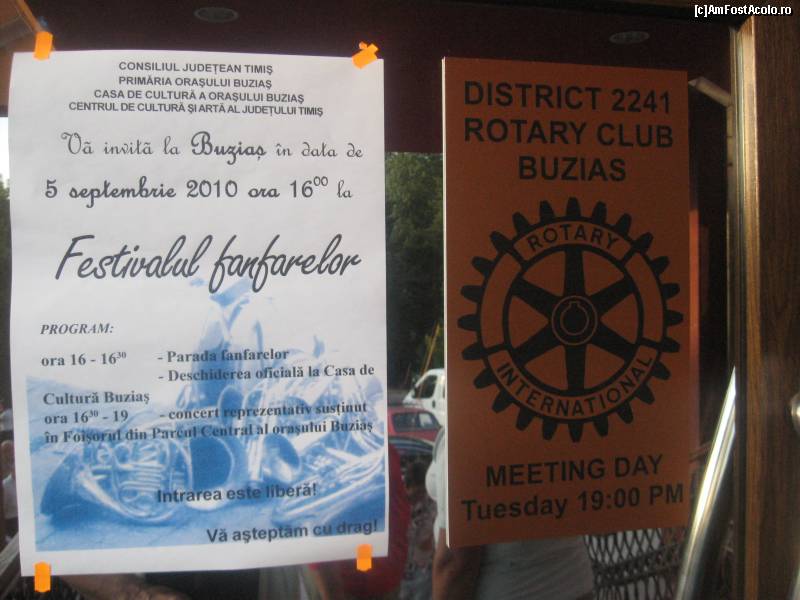 [c]AmFostAcolo.ro
CONSILIUL JUDEȚEAN TIMIȘ
PRIMĂRIA ORAȘULUI BUZIAȘ
CASA DE CULTURĂ A ORAȘULUI BUZIAȘ
CENTRUL DE CULTURĂ ȘI ARTĂ AL JUDEȚULUI TIMIȘ
Vă invită la Buziaș în data de
5 septembrie 2010 ora 16⁰⁰ la
Festivalul fanfarelor
PROGRAM:
ora 16 - 16³⁰ - Parada fanfarelor
- Deschiderea oficială la Casa de
Cultură Buziaș
ora 16³⁰ - 19 - concert reprezentativ susținut
în Foișorul din Parcul Central al orașului Buziaș
Intrarea este liberă!
Vă așteptăm cu drag!
DISTRICT 2241
ROTARY CLUB
BUZIAS
ROTARY
INTERNATIONAL
MEETING DAY
Tuesday 19:00 PM